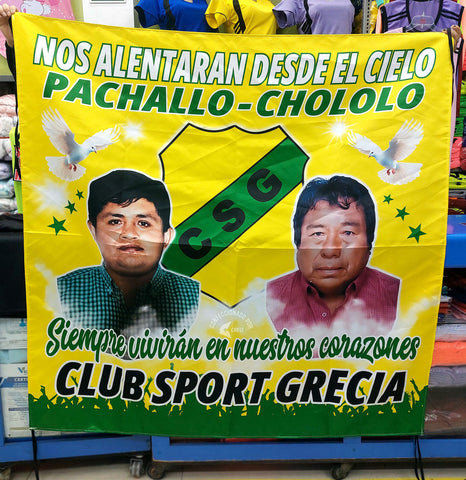 NOS ALENTARAN DESDE EL CIELO
PACHALLO-CHOLOLO
CSG
Siempre vivirán en nuestros corazones
CLUB SPORT GRECIA